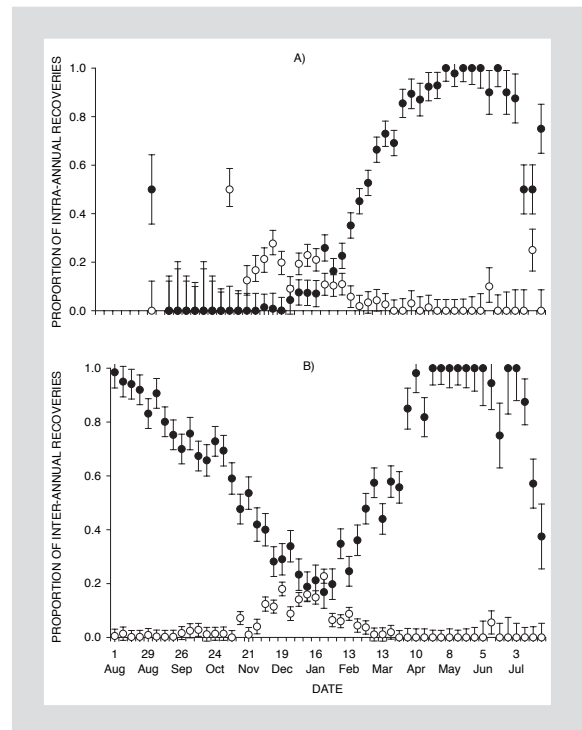 A)
PROPORTION OF INTRA-ANNUAL RECOVERIES
1.0
0.8
0.6
0.4
0.2
0.0
B)
PROPORTION OF INTER-ANNUAL RECOVERIES
1.0
0.8
0.6
0.4
0.2
0.0
1 29 26 24 21 19 16 13 13 10 8 5 3
Aug Aug Sep Oct Nov Dec Jan Feb Mar Apr May Jun Jul
DATE